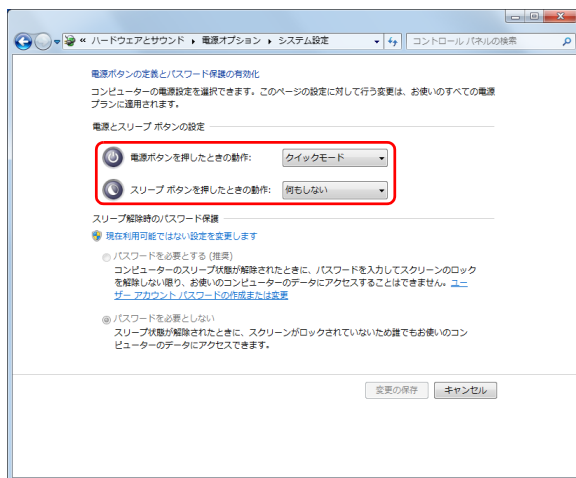 « ハードウェアとサウンド ▸ 電源オプション ▸ システム設定
コントロール パネルの検索
電源ボタンの定義とパスワード保護の有効化
コンピューターの電源設定を選択できます。このページの設定に対して行う変更は、お使いのすべての電源
プランに適用されます。
電源とスリープ ボタンの設定
電源ボタンを押したときの動作: クイックモード
スリープ ボタンを押したときの動作: 何もしない
スリープ解除時のパスワード保護
現在利用可能ではない設定を変更します
パスワードを必要とする (推奨)
コンピューターのスリープ状態が解除されたときに、パスワードを入力してスクリーンのロック
を解除しない限り、お使いのコンピューターのデータにアクセスすることはできません。ユー
ザー アカウント パスワードの作成または変更
パスワードを必要としない
スリープ状態が解除されたときに、スクリーンがロックされていないため誰でもお使いのコン
ピューターのデータにアクセスできます。
変更の保存 キャンセル